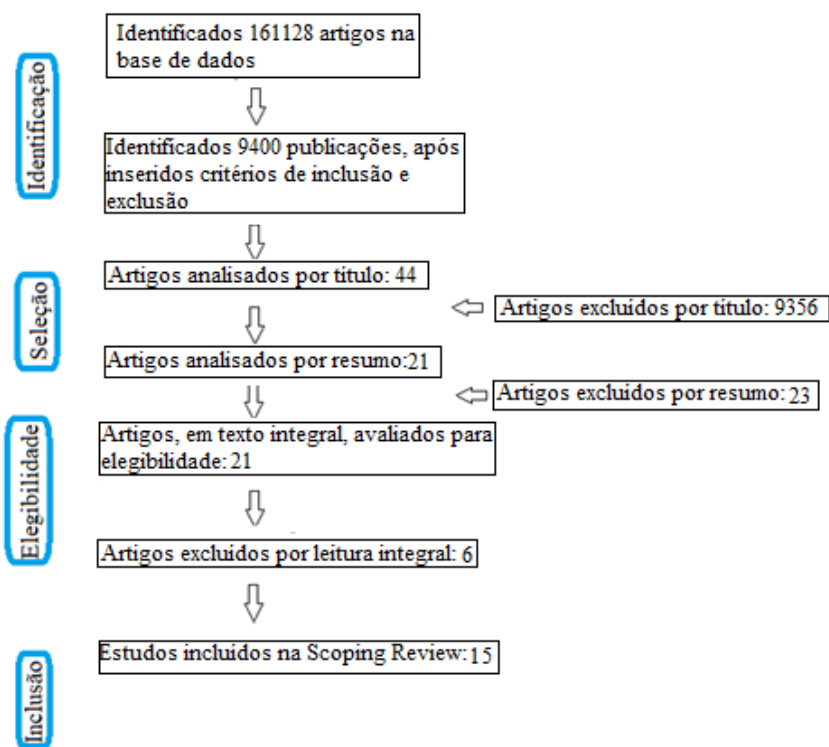 Identificação
Identificados 161128 artigos na
base de dados
Identificados 9400 publicações, após
inseridos critérios de inclusão e
exclusão
Seleção
Artigos analisados por título: 44
Artigos excluídos por título: 9356
Artigos analisados por resumo:21
Artigos excluídos por resumo: 23
Elegibilidade
Artigos, em texto integral, avaliados para
elegibilidade: 21
Artigos excluídos por leitura integral: 6
Inclusão
Estudos incluídos na Scoping Review:15